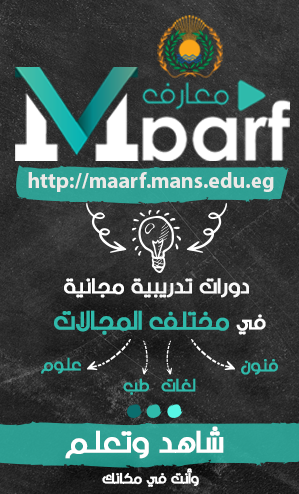 معارف
Maarf
http://maarf.mans.edu.eg
دورات تدريبية مجانية
في مختلف المجالات
فنون
لغات
طب
علوم
شاهد وتعلم
وأنت في مكانك